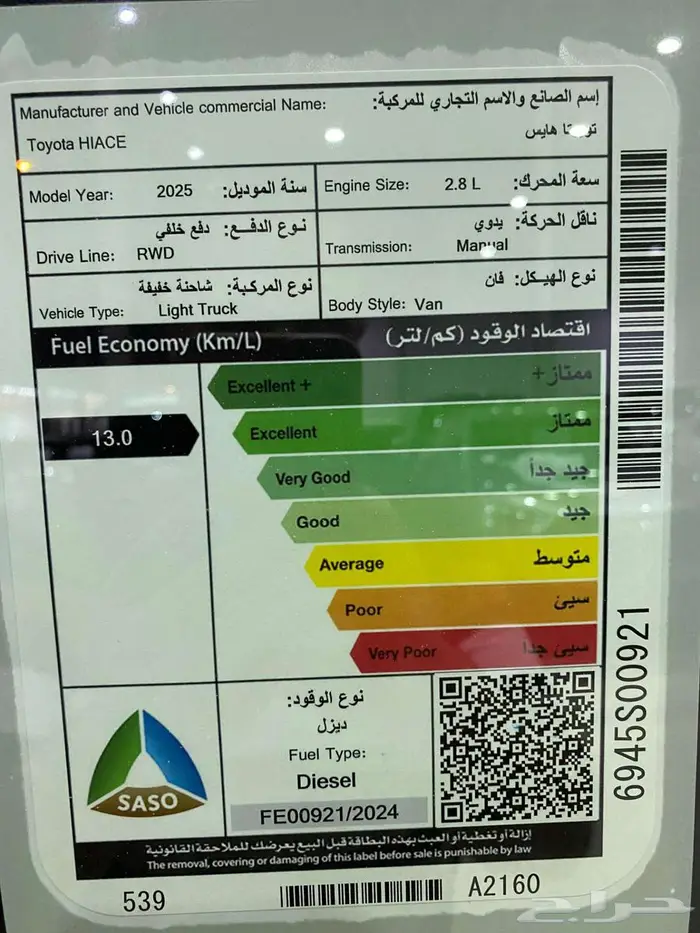 Manufacturer and Vehicle commercial Name: إسم الصانع والاسم التجاري للمركبة:
Toyota HIACE تويوتا هايس
Model Year: 2025 سنة الموديل:
Engine Size: 2.8 L سعة المحرك:
نوع الدفع: دفع خلفي
Drive Line: RWD
ناقل الحركة: يدوي
Transmission: Manual
نوع المركبة: شاحنة خفيفة
Vehicle Type: Light Truck
نوع الهيكل: فان
Body Style: Van
Fuel Economy (Km/L) اقتصاد الوقود (كم/لتر)
Excellent + ممتاز+
13.0
Excellent ممتاز
Very Good جيد جداً
Good جيد
Average متوسط
Poor سيئ
Very Poor سيئ جدا
SASO
نوع الوقود:
ديزل
Fuel Type:
Diesel
FE00921/2024
6945S00921
إزالة أو تغطية أو العبث بهذه البطاقة قبل البيع يعرضك للملاحقة القانونية
The removal, covering or damaging of this label before sale is punishable by law
539
A2160
حراج